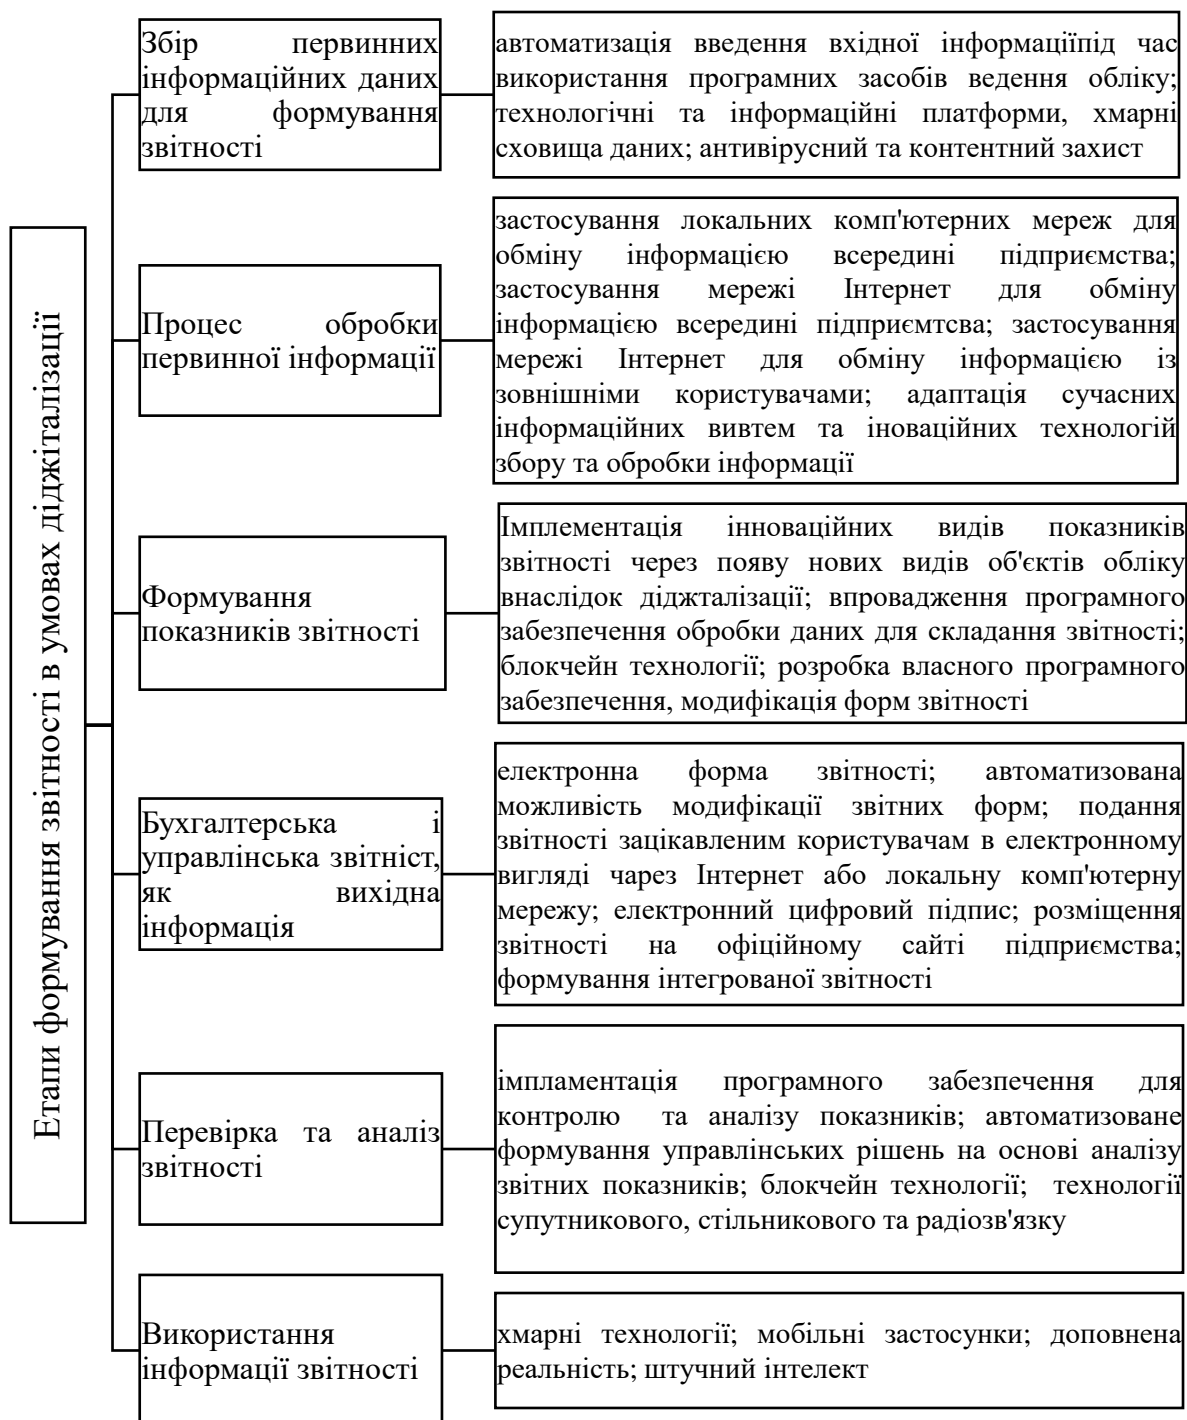 Етапи формування звітності в умовах діджіталізації
Збір первинних
інформаційних даних
для формування
звітності
автоматизація введення вхідної інформаціїпід час
використання програмних засобів ведення обліку;
технологічні та інформаційні платформи, хмарні
сховища даних; антивірусний та контентний захист
Процес обробки
первинної інформації
застосування локальних комп'ютерних мереж для
обміну інформацією всередині підприємства;
застосування мережі Інтернет для обміну
інформацією всередині підприємтсва; застосування
мережі Інтернет для обміну інформацією із
зовнішніми користувачами; адаптація сучасних
інформаційних вивтем та іноваційних технологій
збору та обробки інформації
Формування
показників звітності
Імплементація інноваційних видів показників
звітності через появу нових видів об'єктів обліку
внаслідок діджталізації; впровадження програмного
забезпечення обробки даних для складання звітності;
блокчейн технології; розробка власного програмного
забезпечення, модифікація форм звітності
Бухгалтерська і
управлінська звітніст,
як вихідна
інформація
електронна форма звітності; автоматизована
можливість модифікації звітних форм; подання
звітності зацікавленим користувачам в електронному
вигляді чарез Інтернет або локальну комп'ютерну
мережу; електронний цифровий підпис; розміщення
звітності на офіційному сайті підприємства;
формування інтегрованої звітності
Перевірка та аналіз
звітності
імпламентація програмного забезпечення для
контролю та аналізу показників; автоматизоване
формування управлінських рішень на основі аналізу
звітних показників; блокчейн технології; технології
супутникового, стільникового та радіозв'язку
Використання
інформації звітності
хмарні технології; мобільні застосунки; доповнена
реальність; штучний інтелект